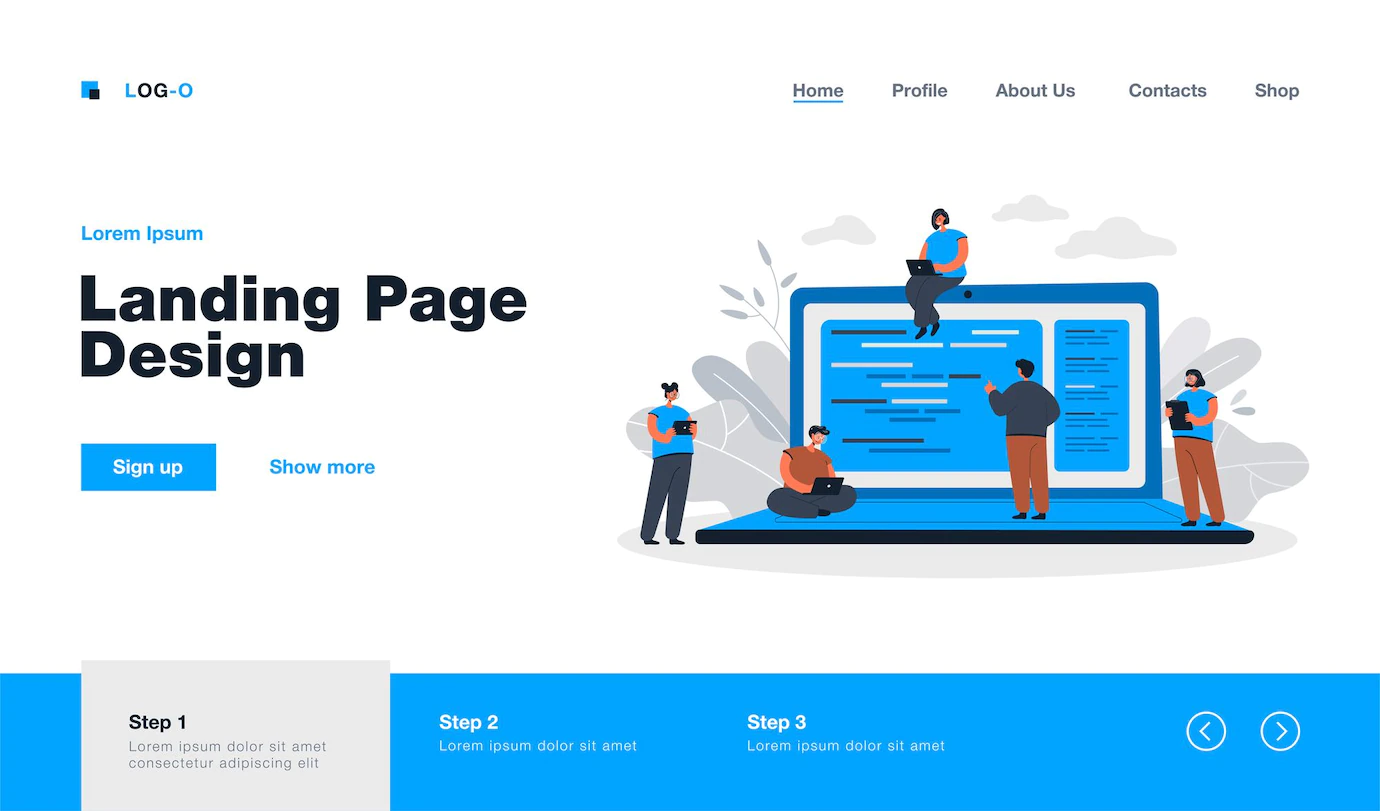 LOG-O
Home Profile About Us Contacts Shop
Lorem Ipsum
Landing Page
Design
Sign up
Show more
Step 1
Lorem ipsum dolor sit amet
consectetur adipiscing elit
Step 2
Lorem ipsum dolor sit amet
Step 3
Lorem ipsum dolor sit amet